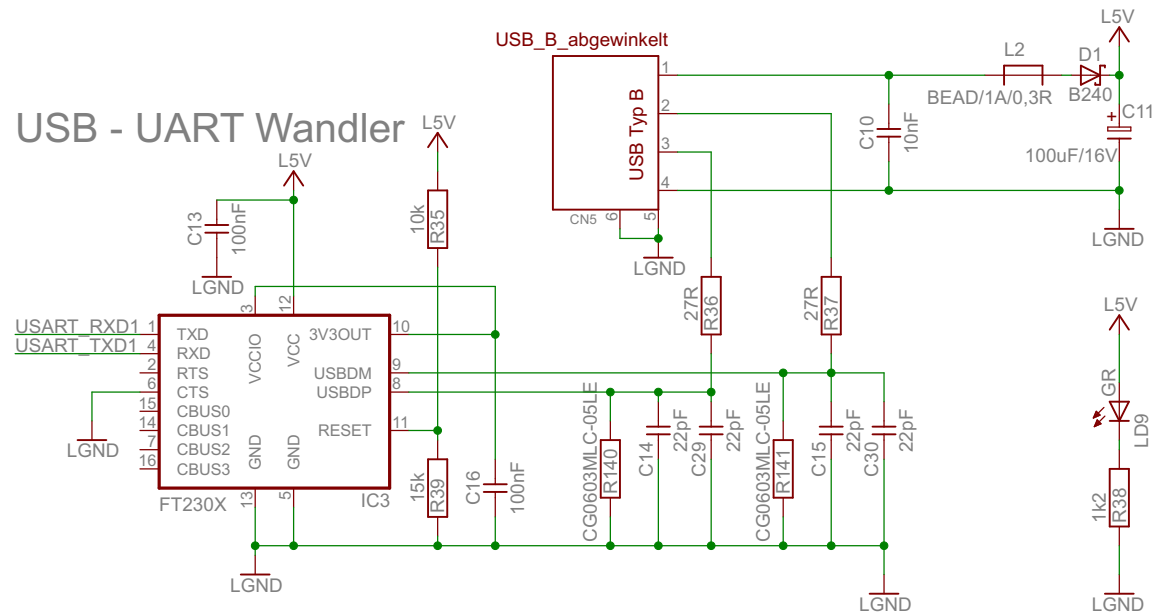 USB_B_abgewinkelt
L5V
L2
D1
1
BEAD/1A/0,3R
B240
C11
+
USB Typ B
2
C10
10nF
100uF/16V
3
4
CN5
6
5
LGND
LGND
USB - UART Wandler
L5V
L5V
C13
100nF
10k
R35
LGND
27R
R36
27R
R37
L5V
3
12
USART_RXD1
1
TXD
VCCIO
VCC
3V3OUT
10
USART_TXD1
4
RXD
2
RTS
USBDM
9
6
CTS
USBDP
8
15
CBUS0
14
CBUS1
RESET
11
7
CBUS2
16
CBUS3
GND
GND
LGND
FT230X
13
5
IC3
15k
R39
C16
100nF
CG0603MLC-05LE
R140
C14
22pF
C29
22pF
CG0603MLC-05LE
R141
C15
22pF
C30
22pF
GR
LD9
1k2
R38
LGND
LGND
LGND